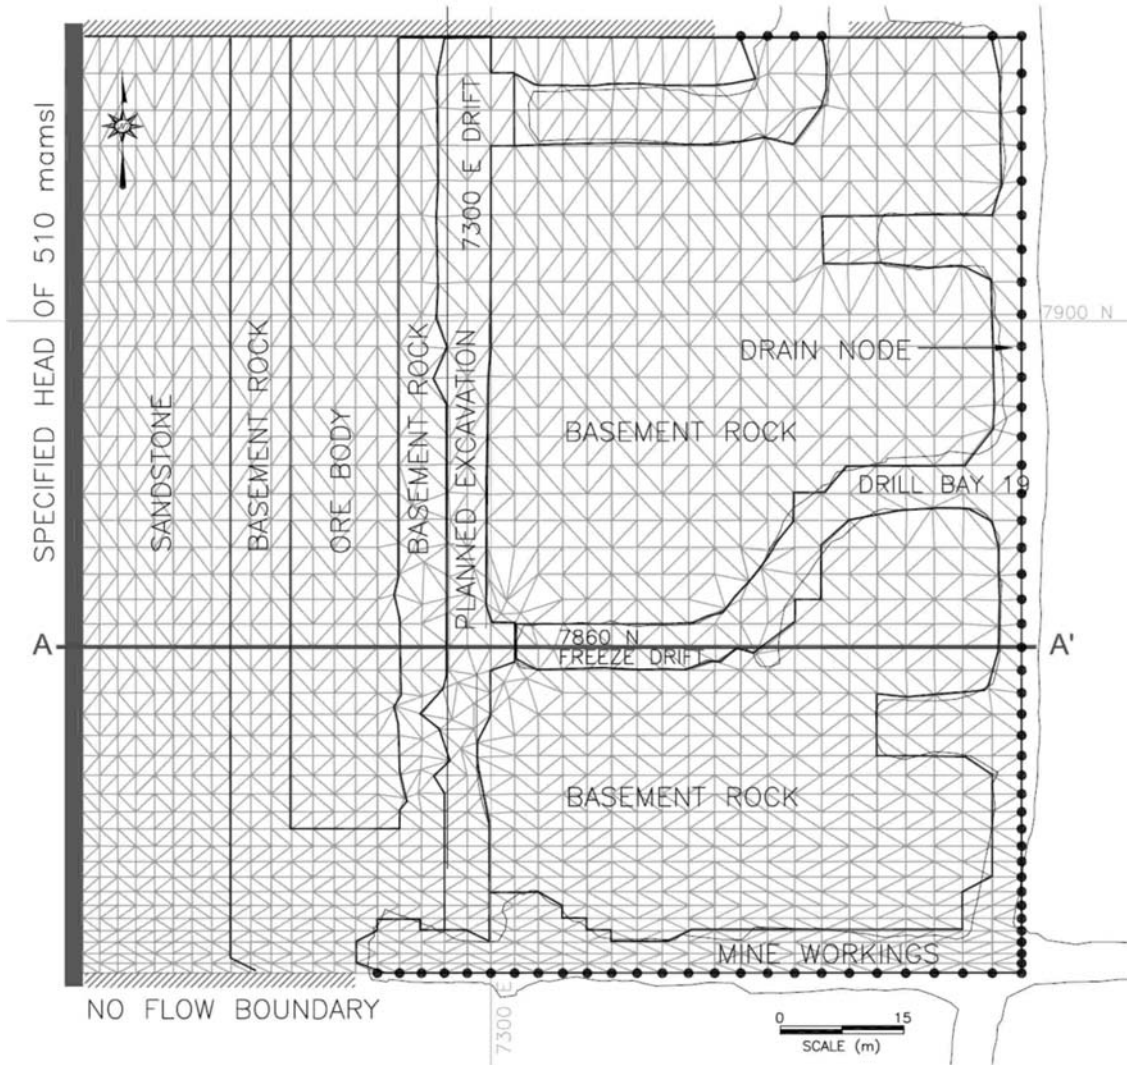 SPECIFIED HEAD OF 510 mamsl
SANDSTONE
BASEMENT ROCK
ORE BODY
BASEMENT ROCK
PLANNED EXCAVATION
7300 E DRIFT
7900 N
DRAIN NODE
BASEMENT ROCK
DRILL BAY 19
A
7860 N
FREEZE DRIFT
A'
BASEMENT ROCK
MINE WORKINGS
NO FLOW BOUNDARY
7300 E
0 15
SCALE (m)